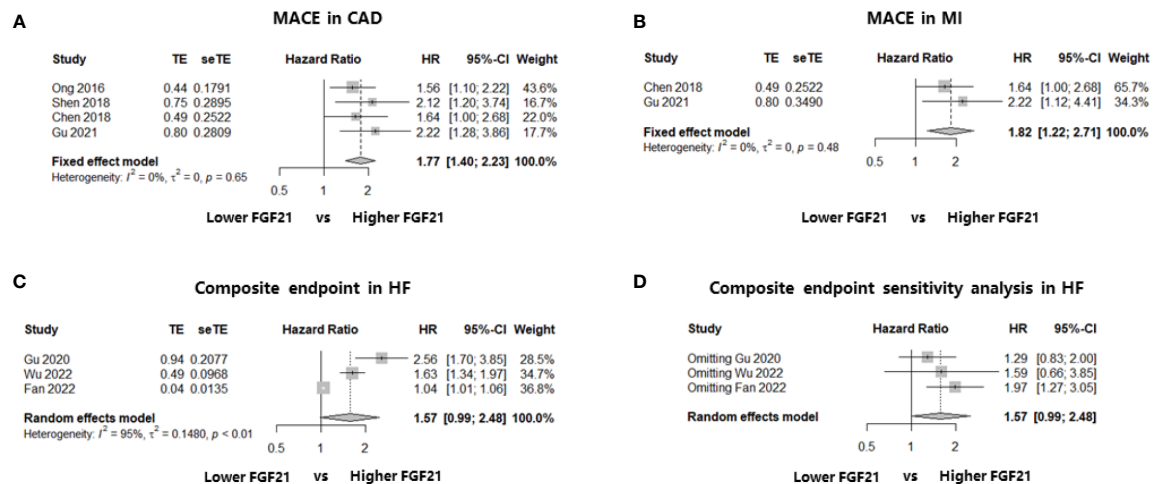 A
MACE in CAD
Study TE seTE Hazard Ratio HR 95%-CI Weight
Ong 2016 0.44 0.1791 1.56 [1.10; 2.22] 43.6%
Shen 2018 0.75 0.2895 2.12 [1.20; 3.74] 16.7%
Chen 2018 0.49 0.2522 1.64 [1.00; 2.68] 22.0%
Gu 2021 0.80 0.2809 2.22 [1.28; 3.86] 17.7%
Fixed effect model 1.77 [1.40; 2.23] 100.0%
Heterogeneity: I² = 0%, τ² = 0, p = 0.65
0.5 1 2
Lower FGF21 vs Higher FGF21
B
MACE in MI
Study TE seTE Hazard Ratio HR 95%-CI Weight
Chen 2018 0.49 0.2522 1.64 [1.00; 2.68] 65.7%
Gu 2021 0.80 0.3490 2.22 [1.12; 4.41] 34.3%
Fixed effect model 1.82 [1.22; 2.71] 100.0%
Heterogeneity: I² = 0%, τ² = 0, p = 0.48
0.5 1 2
Lower FGF21 vs Higher FGF21
C
Composite endpoint in HF
Study TE seTE Hazard Ratio HR 95%-CI Weight
Gu 2020 0.94 0.2077 2.56 [1.70; 3.85] 28.5%
Wu 2022 0.49 0.0968 1.63 [1.34; 1.97] 34.7%
Fan 2022 0.04 0.0135 1.04 [1.01; 1.06] 36.8%
Random effects model 1.57 [0.99; 2.48] 100.0%
Heterogeneity: I² = 95%, τ² = 0.1480, p < 0.01
0.5 1 2
Lower FGF21 vs Higher FGF21
D
Composite endpoint sensitivity analysis in HF
Study Hazard Ratio HR 95%-CI
Omitting Gu 2020 1.29 [0.83; 2.00]
Omitting Wu 2022 1.59 [0.66; 3.85]
Omitting Fan 2022 1.97 [1.27; 3.05]
Random effects model 1.57 [0.99; 2.48]
0.5 1 2
Lower FGF21 vs Higher FGF21